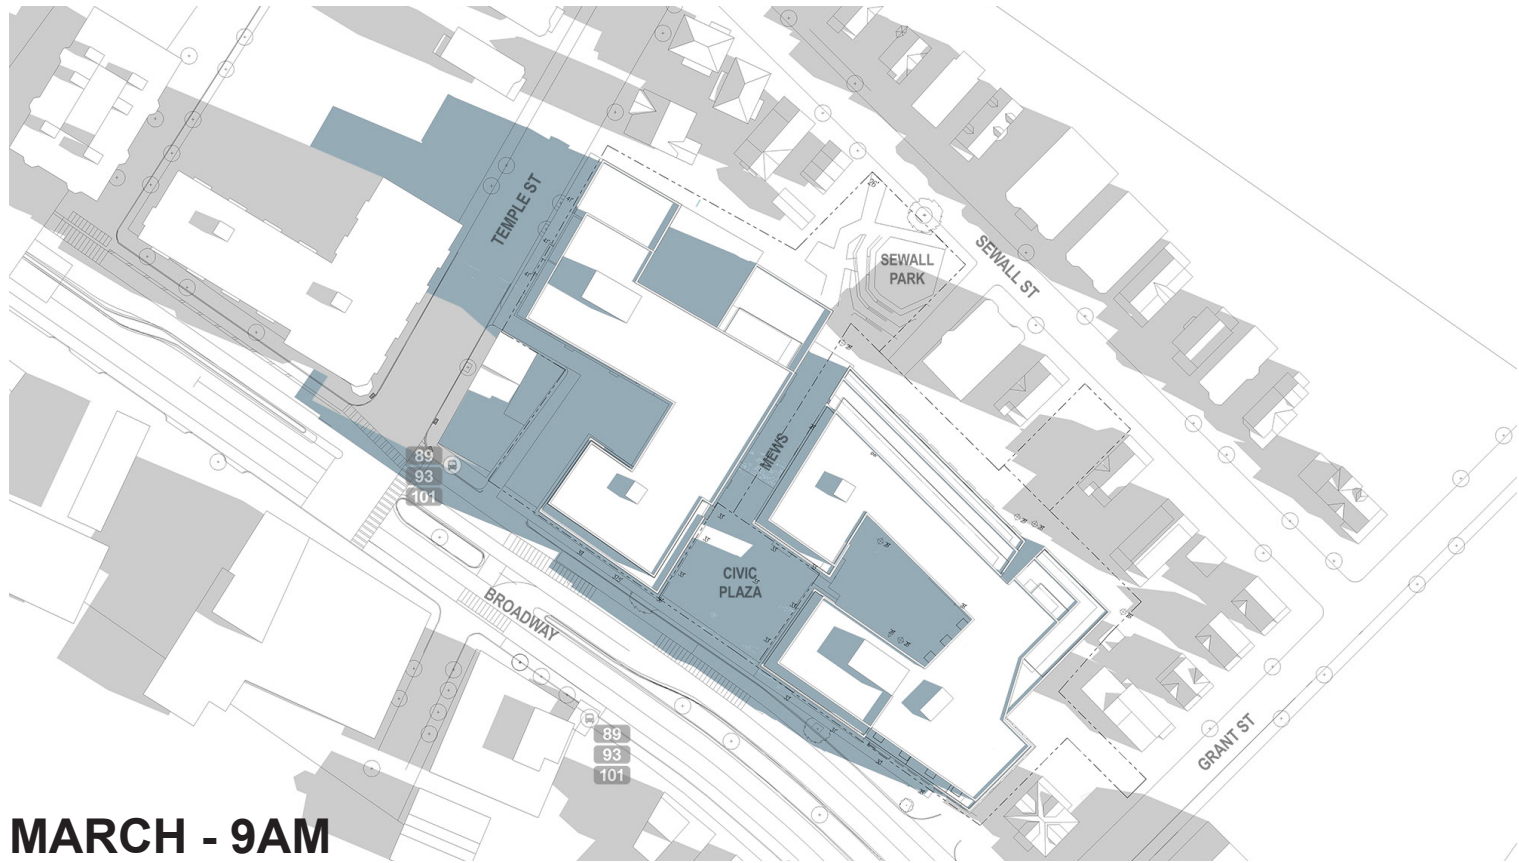 TEMPLE ST
SEWALL
PARK
SEWALL ST
26'
MEWS
89
93
101
CIVIC
PLAZA
BROADWAY
89
93
101
GRANT ST
MARCH - 9AM